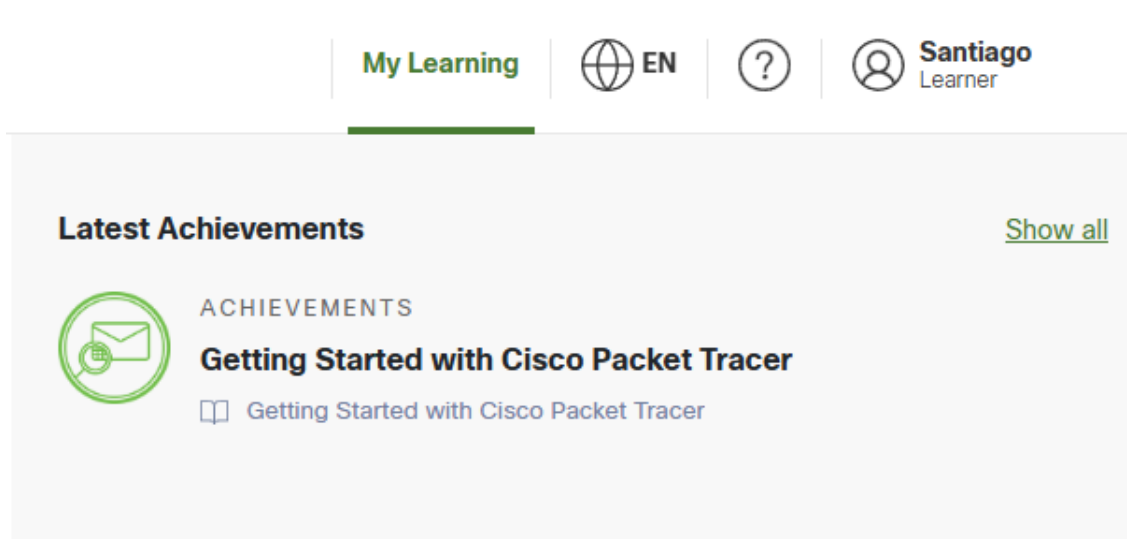 My Learning
EN
?
Santiago
Learner
Latest Achievements
Show all
ACHIEVEMENTS
Getting Started with Cisco Packet Tracer
Getting Started with Cisco Packet Tracer